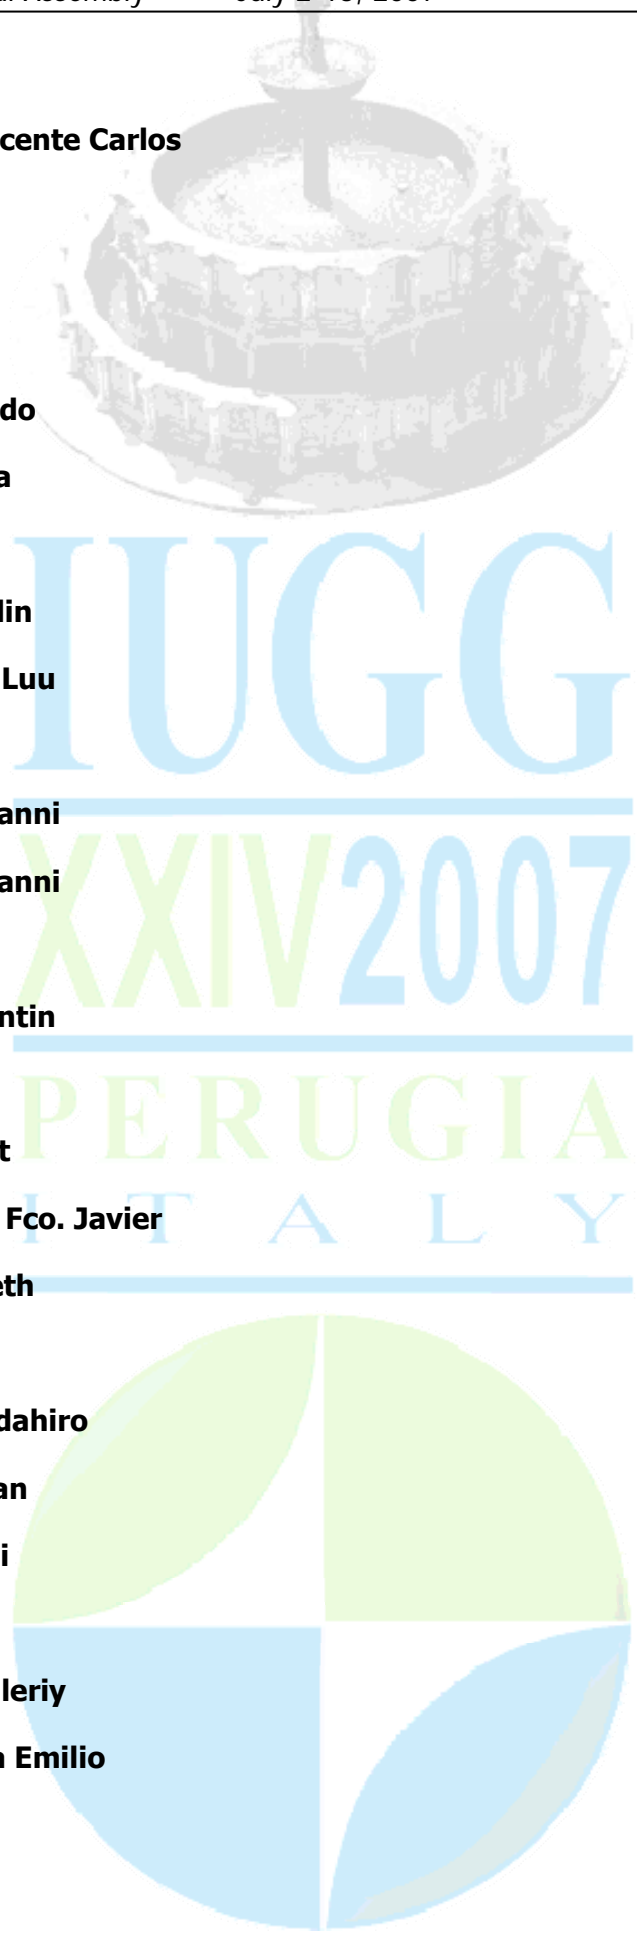 Assembly
cente Carlos
do
a
lin
Luu
IUGG
anni
XXIV2007
anni
ntin
PERUGIA
t
ITALY
Fco. Javier
eth
dahiro
an
i
leriy
Emilio